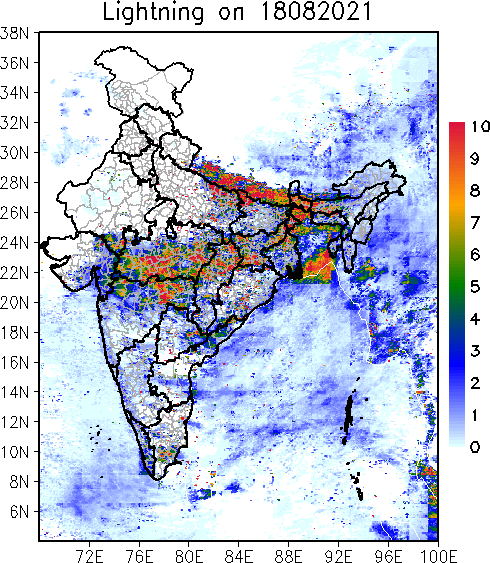 Lightning on 18082021
38N
36N
34N
32N
30N
28N
26N
24N
22N
20N
18N
16N
14N
12N
10N
8N
6N
72E 76E 80E 84E 88E 92E 96E 100E
10
9
8
7
6
5
4
3
2
1
0